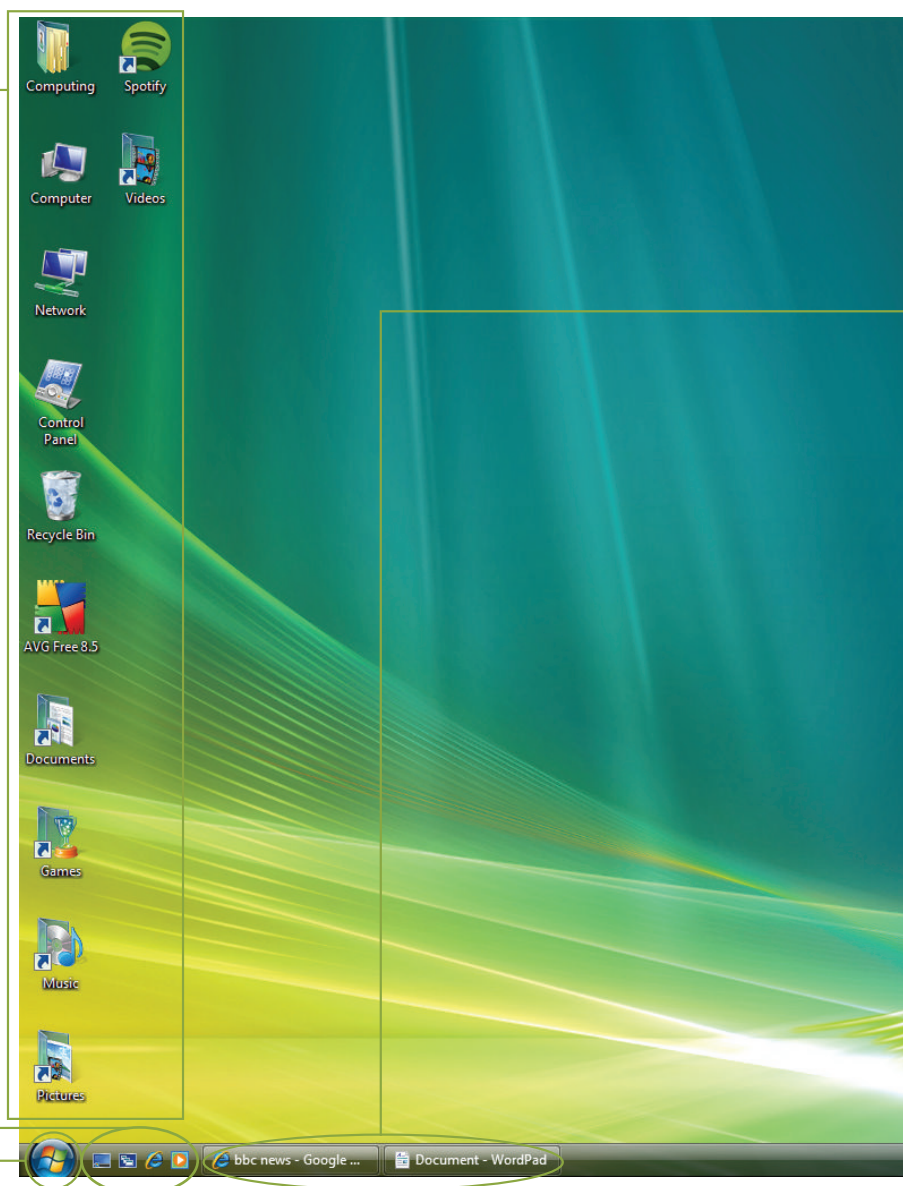 Computing
Spotify
Computer
Videos
Network
Control
Panel
Recycle Bin
AVG Free 8.5
Documents
Games
Music
Pictures
bbc news - Google ...
Document - WordPad